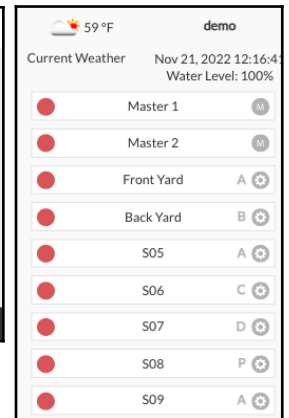 59 °F demo
Current Weather Nov 21, 2022 12:16:41
Water Level: 100%
Master 1 M
Master 2 M
Front Yard A
Back Yard B
S05 A
S06 C
S07 D
S08 P
S09 A